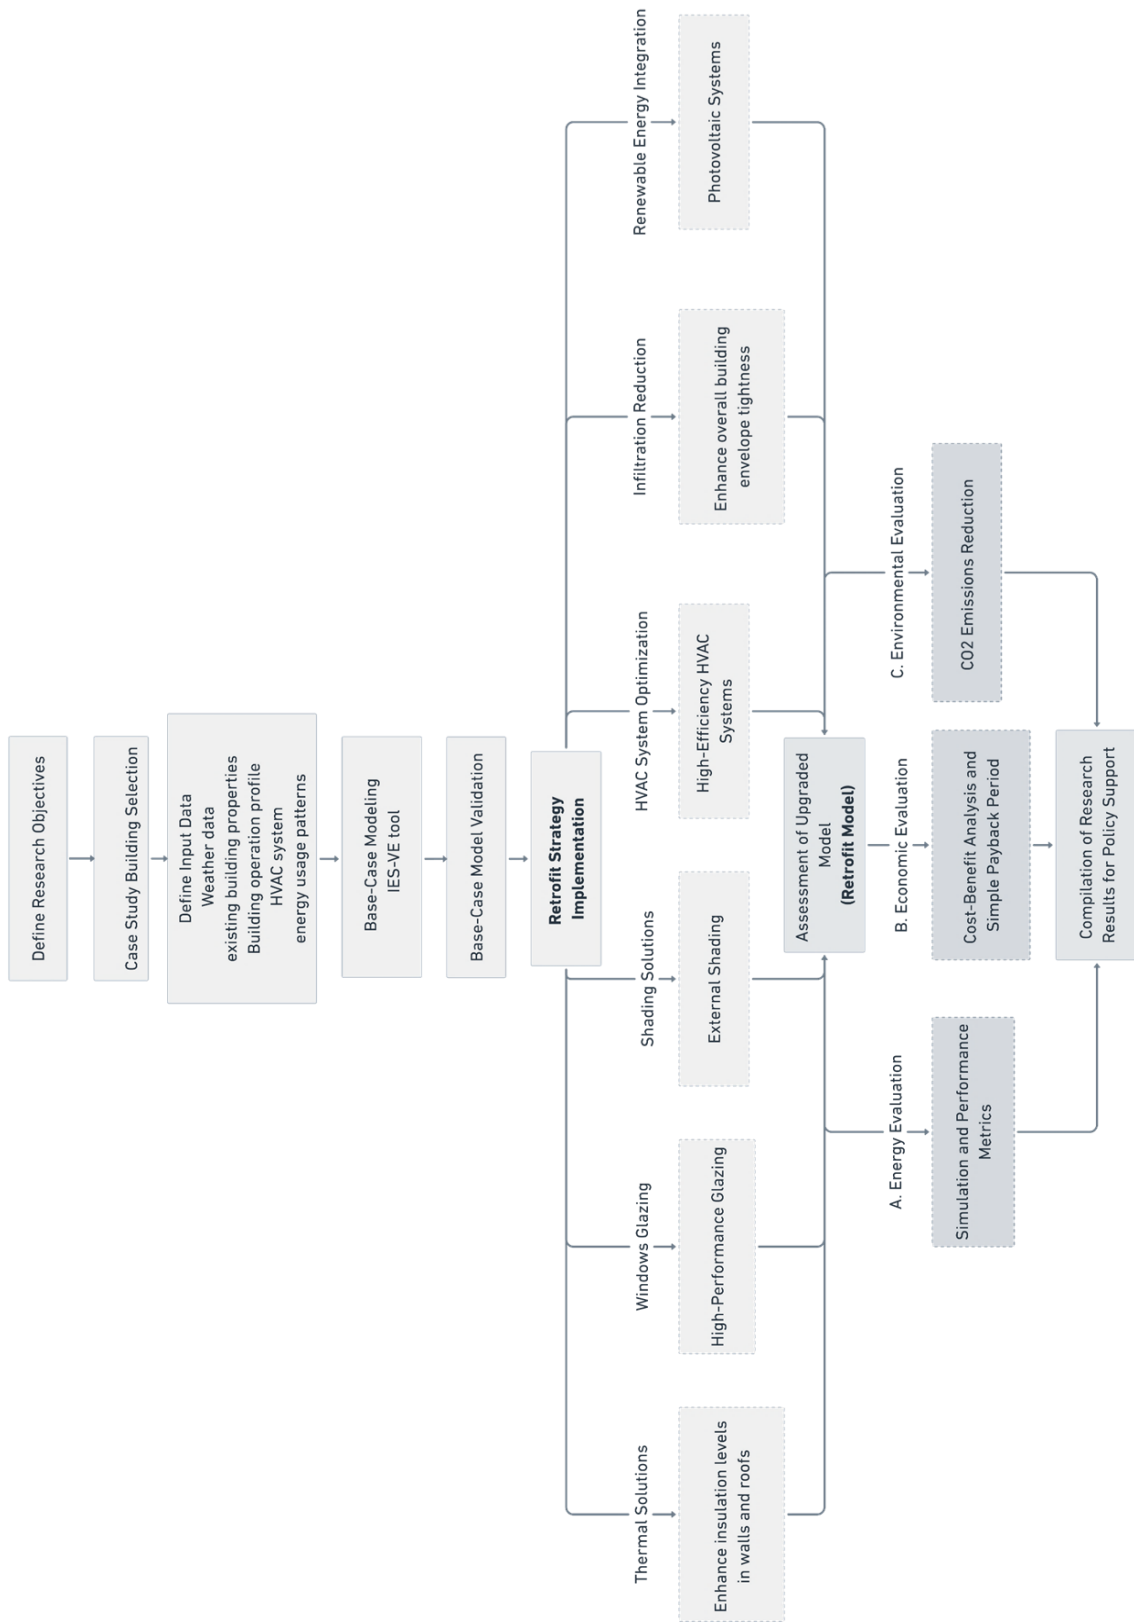 Define Research Objectives
Case Study Building Selection
Define Input Data
Weather data
existing building properties
Building operation profile
HVAC system
energy usage patterns
Base-Case Modeling
IES-VE tool
Base-Case Model Validation
Retrofit Strategy
Implementation
Thermal Solutions
Windows Glazing
Shading Solutions
HVAC System Optimization
Infiltration Reduction
Renewable Energy Integration
Enhance insulation levels
in walls and roofs
High-Performance Glazing
External Shading
High-Efficiency HVAC
Systems
Enhance overall building
envelope tightness
Photovoltaic Systems
Assessment of Upgraded
Model
(Retrofit Model)
A. Energy Evaluation
B. Economic Evaluation
C. Environmental Evaluation
Simulation and Performance
Metrics
Cost-Benefit Analysis and
Simple Payback Period
CO2 Emissions Reduction
Compilation of Research
Results for Policy Support